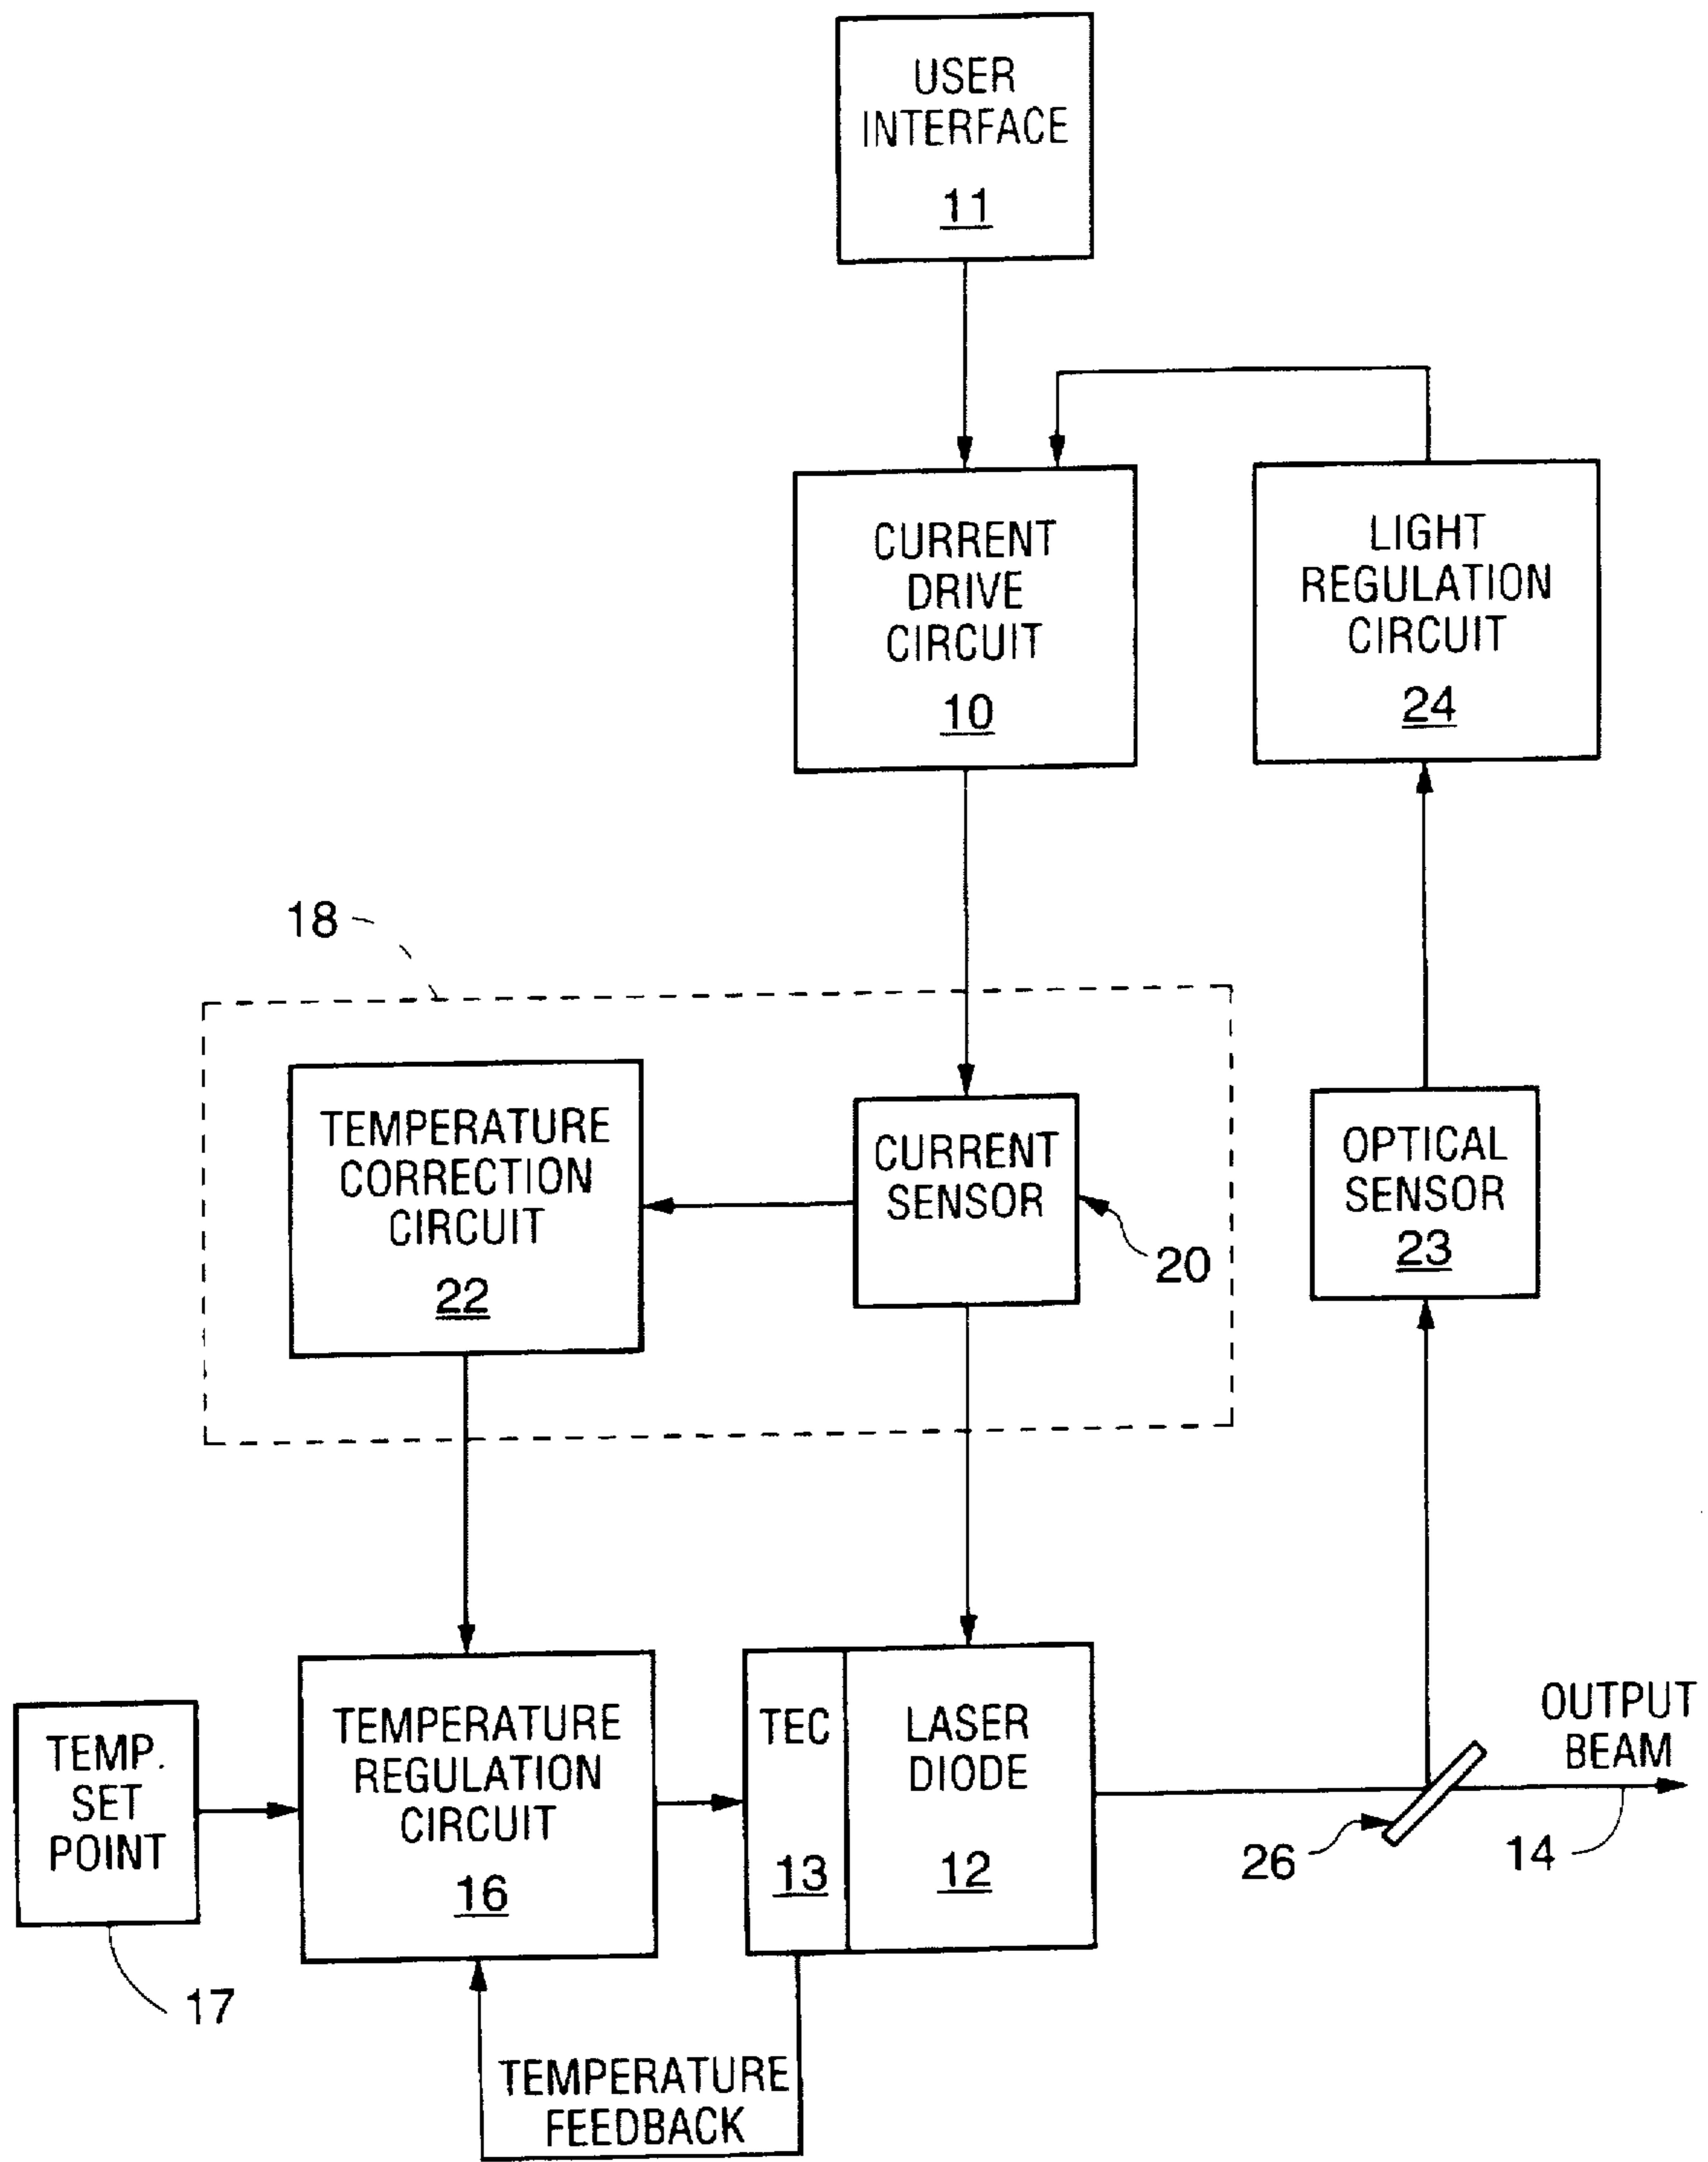 USER
INTERFACE
11
CURRENT
DRIVE
CIRCUIT
10
LIGHT
REGULATION
CIRCUIT
24
18
TEMPERATURE
CORRECTION
CIRCUIT
22
CURRENT
SENSOR
20
OPTICAL
SENSOR
23
TEMP.
SET
POINT
17
TEMPERATURE
REGULATION
CIRCUIT
16
TEC
13
LASER
DIODE
12
OUTPUT
BEAM
26
14
TEMPERATURE
FEEDBACK